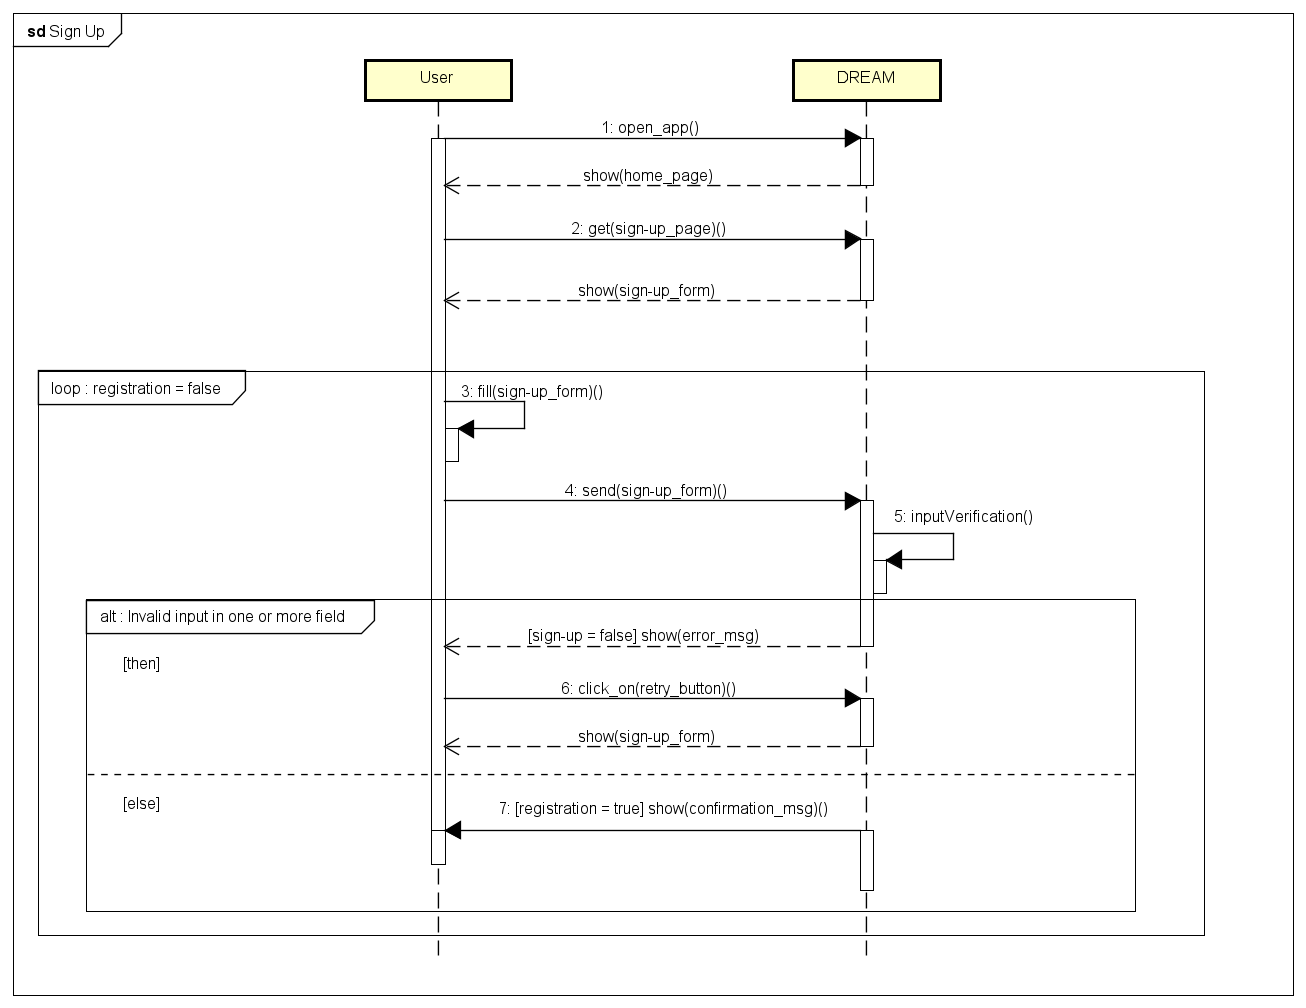 sd Sign Up
User
DREAM
1: open_app()
show(home_page)
2: get(sign-up_page)()
show(sign-up_form)
loop : registration = false
3: fill(sign-up_form)()
4: send(sign-up_form)()
5: inputVerification()
alt : Invalid input in one or more field
[sign-up = false] show(error_msg)
[then]
6: click_on(retry_button)()
show(sign-up_form)
[else]
7: [registration = true] show(confirmation_msg)()